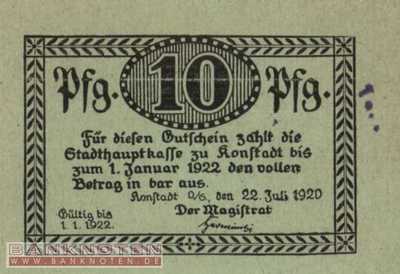 Pfg. 10 Pfg.
Für diesen Gutschein zahlt die
Stadthauptkasse zu Konstadt bis
zum 1. Januar 1922 den vollen
Betrag in bar aus.
Konstadt O/S., den 22. Juli 1920
Gültig bis Der Magistrat
1. 1. 1922.
BANKNOTEN
WWW.BANKNOTEN.DE